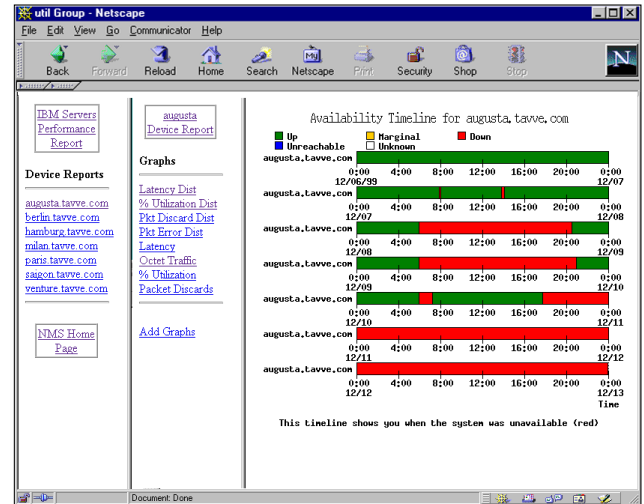 util Group - Netscape
File Edit View Go Communicator Help
Back Forward Reload Home Search Netscape Print Security Shop Stop
My
N
IBM Servers
Performance
Report
Device Reports
augusta.tavve.com
berlin.tavve.com
hamburg.tavve.com
milan.tavve.com
paris.tavve.com
saigon.tavve.com
venture.tavve.com
NMS Home
Page
augusta
Device Report
Graphs
Latency Dist
% Utilization Dist
Pkt Discard Dist
Pkt Error Dist
Latency
Octet Traffic
% Utilization
Packet Discards
Add Graphs
Availability Timeline for augusta.tavve.com
Up Marginal Down
Unreachable Unknown
augusta.tavve.com
0:00 4:00 8:00 12:00 16:00 20:00 0:00
12/06/99 12/07
augusta.tavve.com
0:00 4:00 8:00 12:00 16:00 20:00 0:00
12/07 12/08
augusta.tavve.com
0:00 4:00 8:00 12:00 16:00 20:00 0:00
12/08 12/09
augusta.tavve.com
0:00 4:00 8:00 12:00 16:00 20:00 0:00
12/09 12/10
augusta.tavve.com
0:00 4:00 8:00 12:00 16:00 20:00 0:00
12/10 12/11
augusta.tavve.com
0:00 4:00 8:00 12:00 16:00 20:00 0:00
12/11 12/12
augusta.tavve.com
0:00 4:00 8:00 12:00 16:00 20:00 0:00
12/12 12/13
Time
This timeline shows you when the system was unavailable (red)
Document: Done